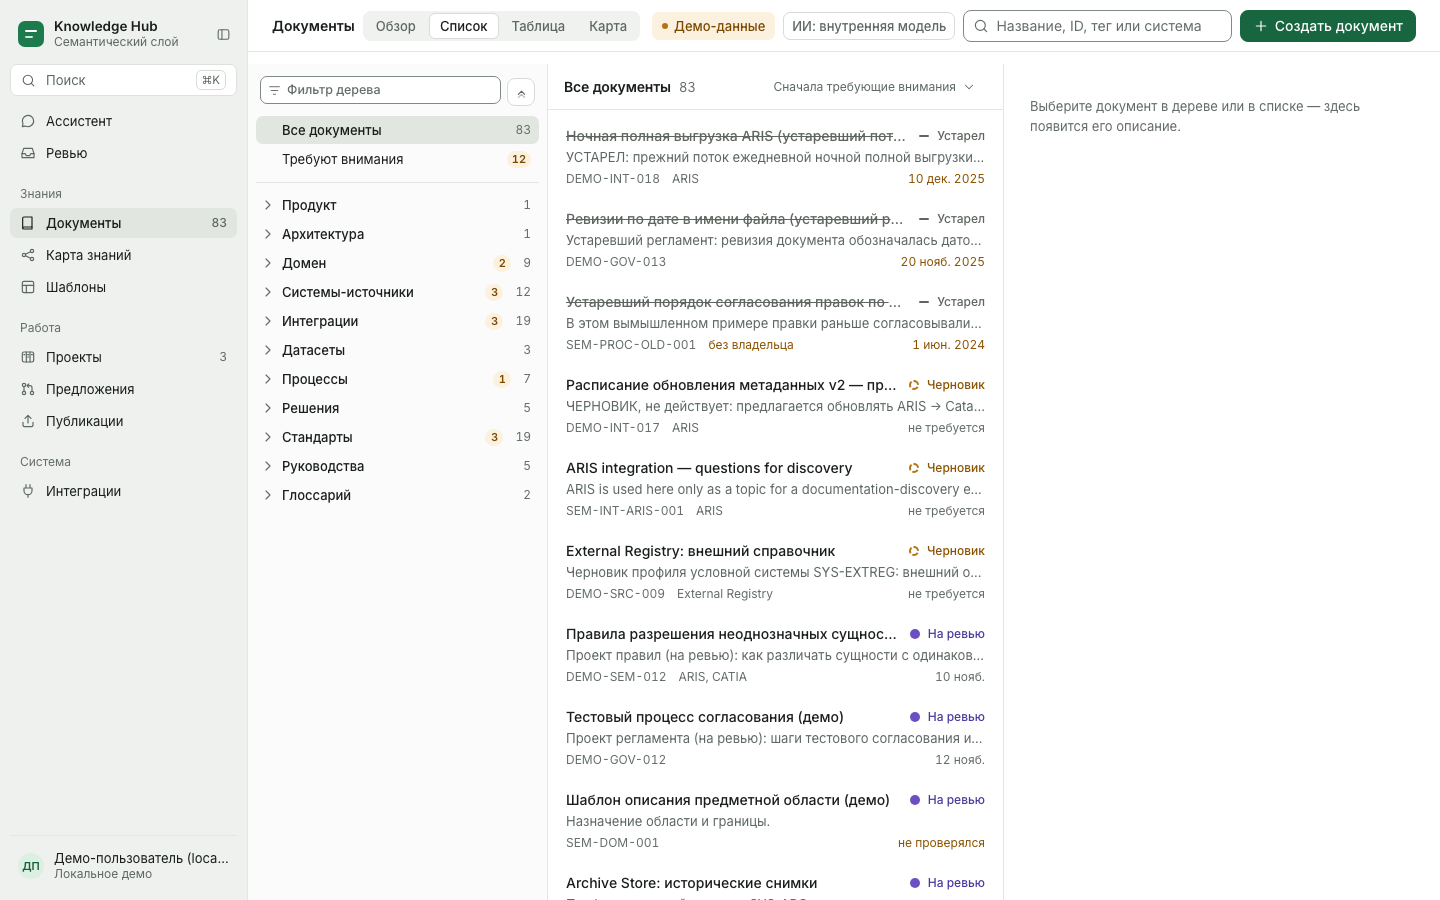 Knowledge Hub
Семантический слой
Поиск ⌘K
Ассистент
Ревью
Знания
Документы 83
Карта знаний
Шаблоны
Работа
Проекты 3
Предложения
Публикации
Система
Интеграции
ДП Демо-пользователь (loca...
Локальное демо
Документы Обзор Список Таблица Карта Демо-данные ИИ: внутренняя модель Название, ID, тег или система Создать документ
Фильтр дерева
Все документы 83
Требуют внимания 12
Продукт 1
Архитектура 1
Домен 2 9
Системы-источники 3 12
Интеграции 3 19
Датасеты 3
Процессы 1 7
Решения 5
Стандарты 3 19
Руководства 5
Глоссарий 2
Все документы 83 Сначала требующие внимания
Ночная полная выгрузка ARIS (устаревший пот... Устарел
УСТАРЕЛ: прежний поток ежедневной ночной полной выгрузки...
DEMO-INT-018 ARIS 10 дек. 2025
Ревизии по дате в имени файла (устаревший р... Устарел
Устаревший регламент: ревизия документа обозначалась дато...
DEMO-GOV-013 20 нояб. 2025
Устаревший порядок согласования правок по ... Устарел
В этом вымышленном примере правки раньше согласовывали...
SEM-PROC-OLD-001 без владельца 1 июн. 2024
Расписание обновления метаданных v2 — пр... Черновик
ЧЕРНОВИК, не действует: предлагается обновлять ARIS → Cata...
DEMO-INT-017 ARIS не требуется
ARIS integration — questions for discovery Черновик
ARIS is used here only as a topic for a documentation-discovery e...
SEM-INT-ARIS-001 ARIS не требуется
External Registry: внешний справочник Черновик
Черновик профиля условной системы SYS-EXTREG: внешний о...
DEMO-SRC-009 External Registry не требуется
Правила разрешения неоднозначных сущнос... На ревью
Проект правил (на ревью): как различать сущности с одинаков...
DEMO-SEM-012 ARIS, CATIA 10 нояб.
Тестовый процесс согласования (демо) На ревью
Проект регламента (на ревью): шаги тестового согласования и...
DEMO-GOV-012 12 нояб.
Шаблон описания предметной области (демо) На ревью
Назначение области и границы.
SEM-DOM-001 не проверялся
Archive Store: исторические снимки На ревью
Выберите документ в дереве или в списке — здесь
появится его описание.